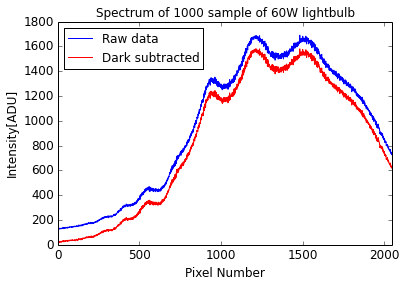 Spectrum of 1000 sample of 60W lightbulb
1800
1600
1400
1200
1000
800
600
400
200
0
Intensity[ADU]
Raw data
Dark subtracted
0 500 1000 1500 2000
Pixel Number